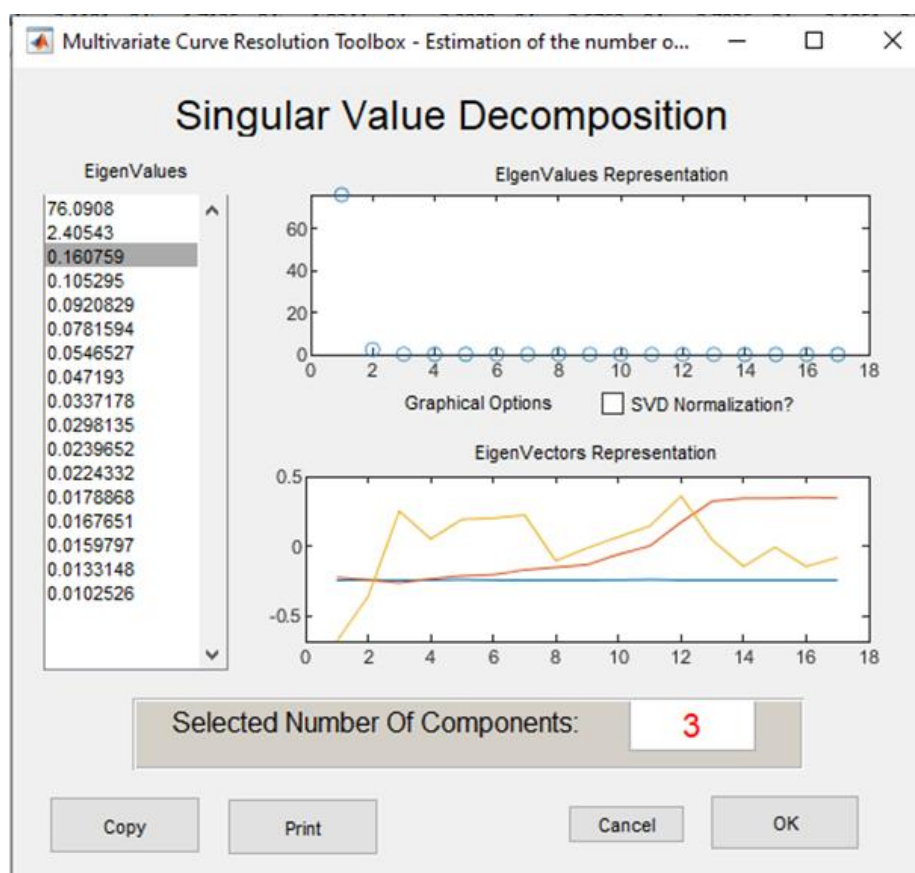 Multivariate Curve Resolution Toolbox - Estimation of the number o...
Singular Value Decomposition
EigenValues
76.0908
2.40543
0.160759
0.105295
0.0920829
0.0781594
0.0546527
0.047193
0.0337178
0.0298135
0.0239652
0.0224332
0.0178868
0.0167651
0.0159797
0.0133148
0.0102526
EIgenValues Representation
60
40
20
0
0 2 4 6 8 10 12 14 16 18
Graphical Options
SVD Normalization?
EigenVectors Representation
0.5
0
-0.5
0 2 4 6 8 10 12 14 16 18
Selected Number Of Components: 3
Copy
Print
Cancel
OK